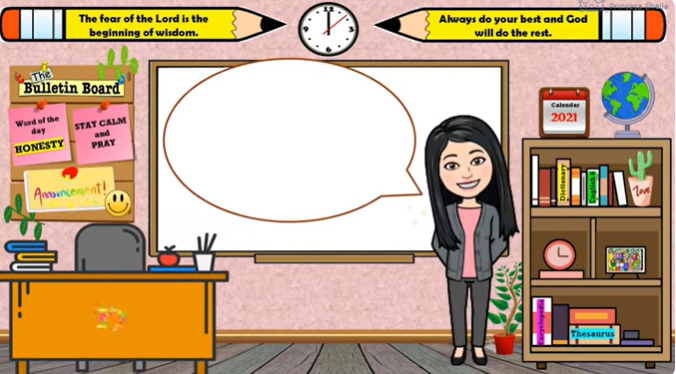 The fear of the Lord is the
beginning of wisdom.
Always do your best and God
will do the rest.
The
Bulletin Board
Word of the
day
HONESTY
STAY CALM
and
PRAY
Announcement!
Calendar
2021
Dictionary
English
love
Encyclopedia
Thesaurus